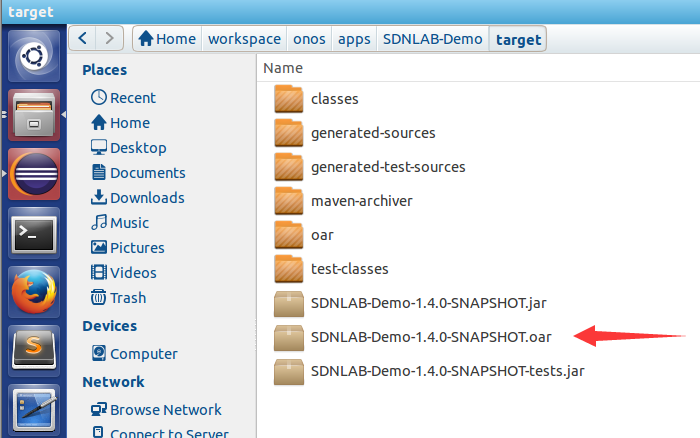 target
Home workspace onos apps SDNLAB-Demo target
Places
Recent
Home
Desktop
Documents
Downloads
Music
Pictures
Videos
Trash
Devices
Computer
Network
Browse Network
Connect to Server
Name
classes
generated-sources
generated-test-sources
maven-archiver
oar
test-classes
SDNLAB-Demo-1.4.0-SNAPSHOT.jar
SDNLAB-Demo-1.4.0-SNAPSHOT.oar
SDNLAB-Demo-1.4.0-SNAPSHOT-tests.jar